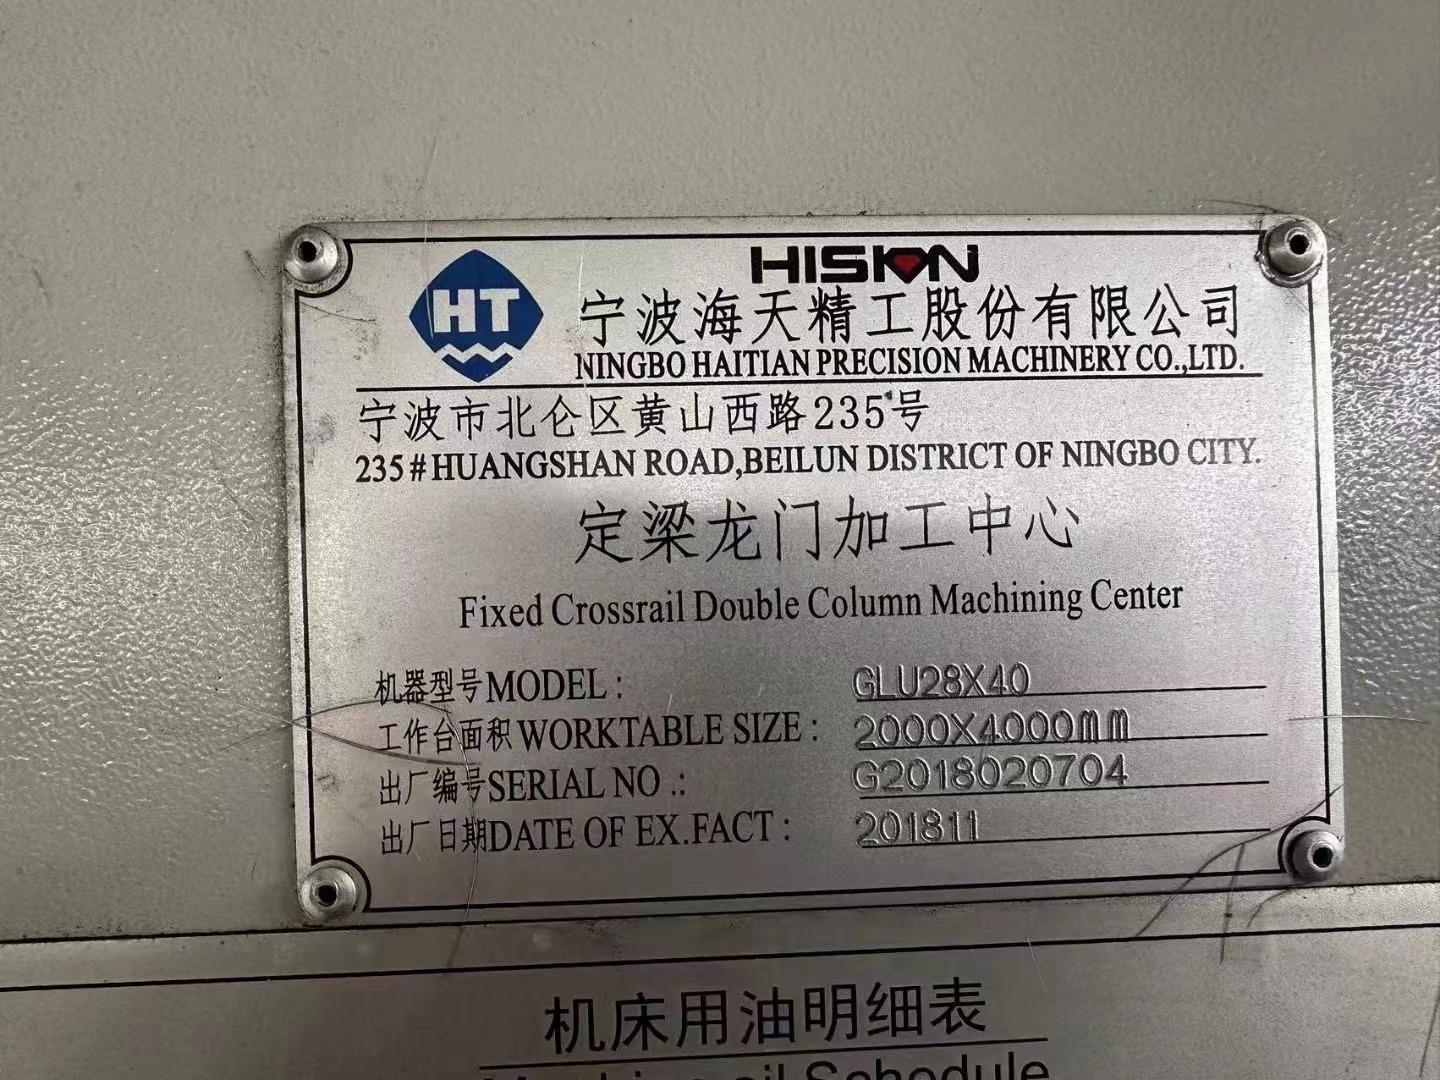 HT
HISION
宁波海天精工股份有限公司
NINGBO HAITIAN PRECISION MACHINERY CO.,LTD.
宁波市北仑区黄山西路235号
235#HUANGSHAN ROAD,BEILUN DISTRICT OF NINGBO CITY.
定梁龙门加工中心
Fixed Crossrail Double Column Machining Center
机器型号MODEL: GLU28X40
工作台面积WORKTABLE SIZE: 2000X4000mm
出厂编号SERIAL NO.: G2018020704
出厂日期DATE OF EX.FACT: 201811
机床用油明细表
Machine oil Schedule